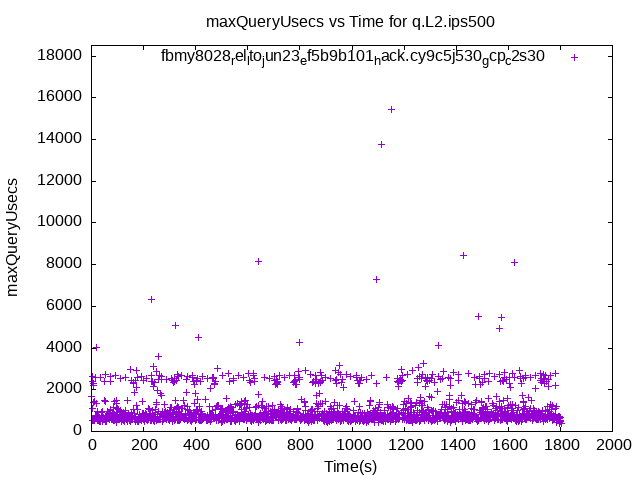 maxQueryUsecs vs Time for q.L2.ips500
fbmy8028relltojun23ef5b9b101hack.cy9c5j530gcpc2s30
18000
16000
14000
12000
10000
8000
6000
4000
2000
0
maxQueryUsecs
0 200 400 600 800 1000 1200 1400 1600 1800 2000
Time(s)